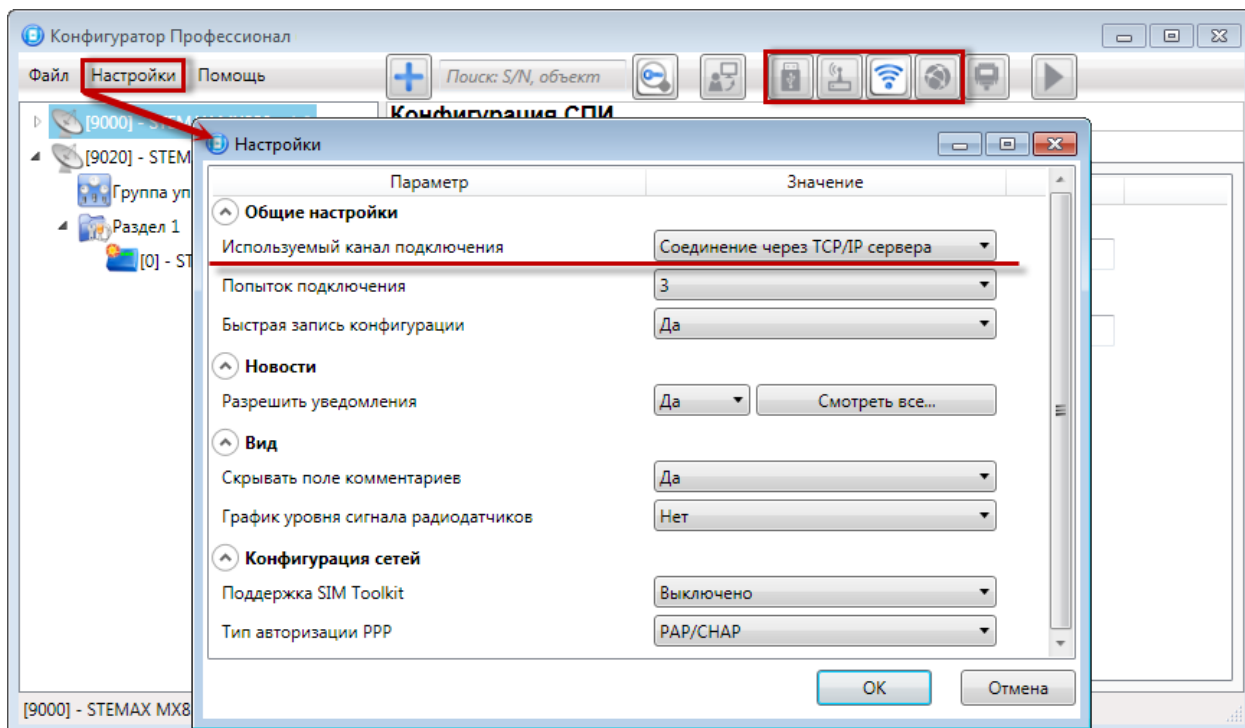 Конфигуратор Профессионал
Файл Настройки Помощь Поиск: S/N, объект
Конфигурация СПИ
[9000] - STEMAX
[9020] - STEM
Группа уп
Раздел 1
[0] - ST
Настройки
Параметр Значение
Общие настройки
Используемый канал подключения Соединение через TCP/IP сервера
Попыток подключения 3
Быстрая запись конфигурации Да
Новости
Разрешить уведомления Да Смотреть все...
Вид
Скрывать поле комментариев Да
График уровня сигнала радиодатчиков Нет
Конфигурация сетей
Поддержка SIM Toolkit Выключено
Тип авторизации PPP PAP/CHAP
OK Отмена
[9000] - STEMAX MX8